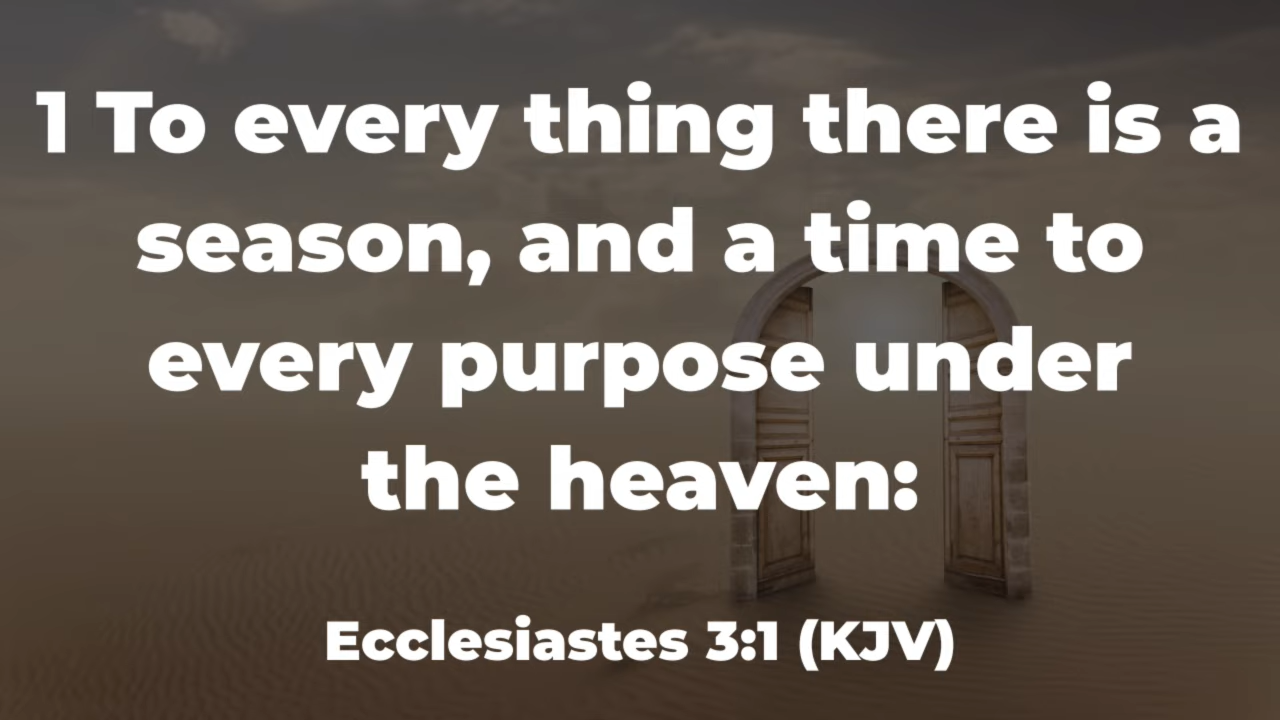 1 To every thing there is a
season, and a time to
every purpose under
the heaven:
Ecclesiastes 3:1 (KJV)